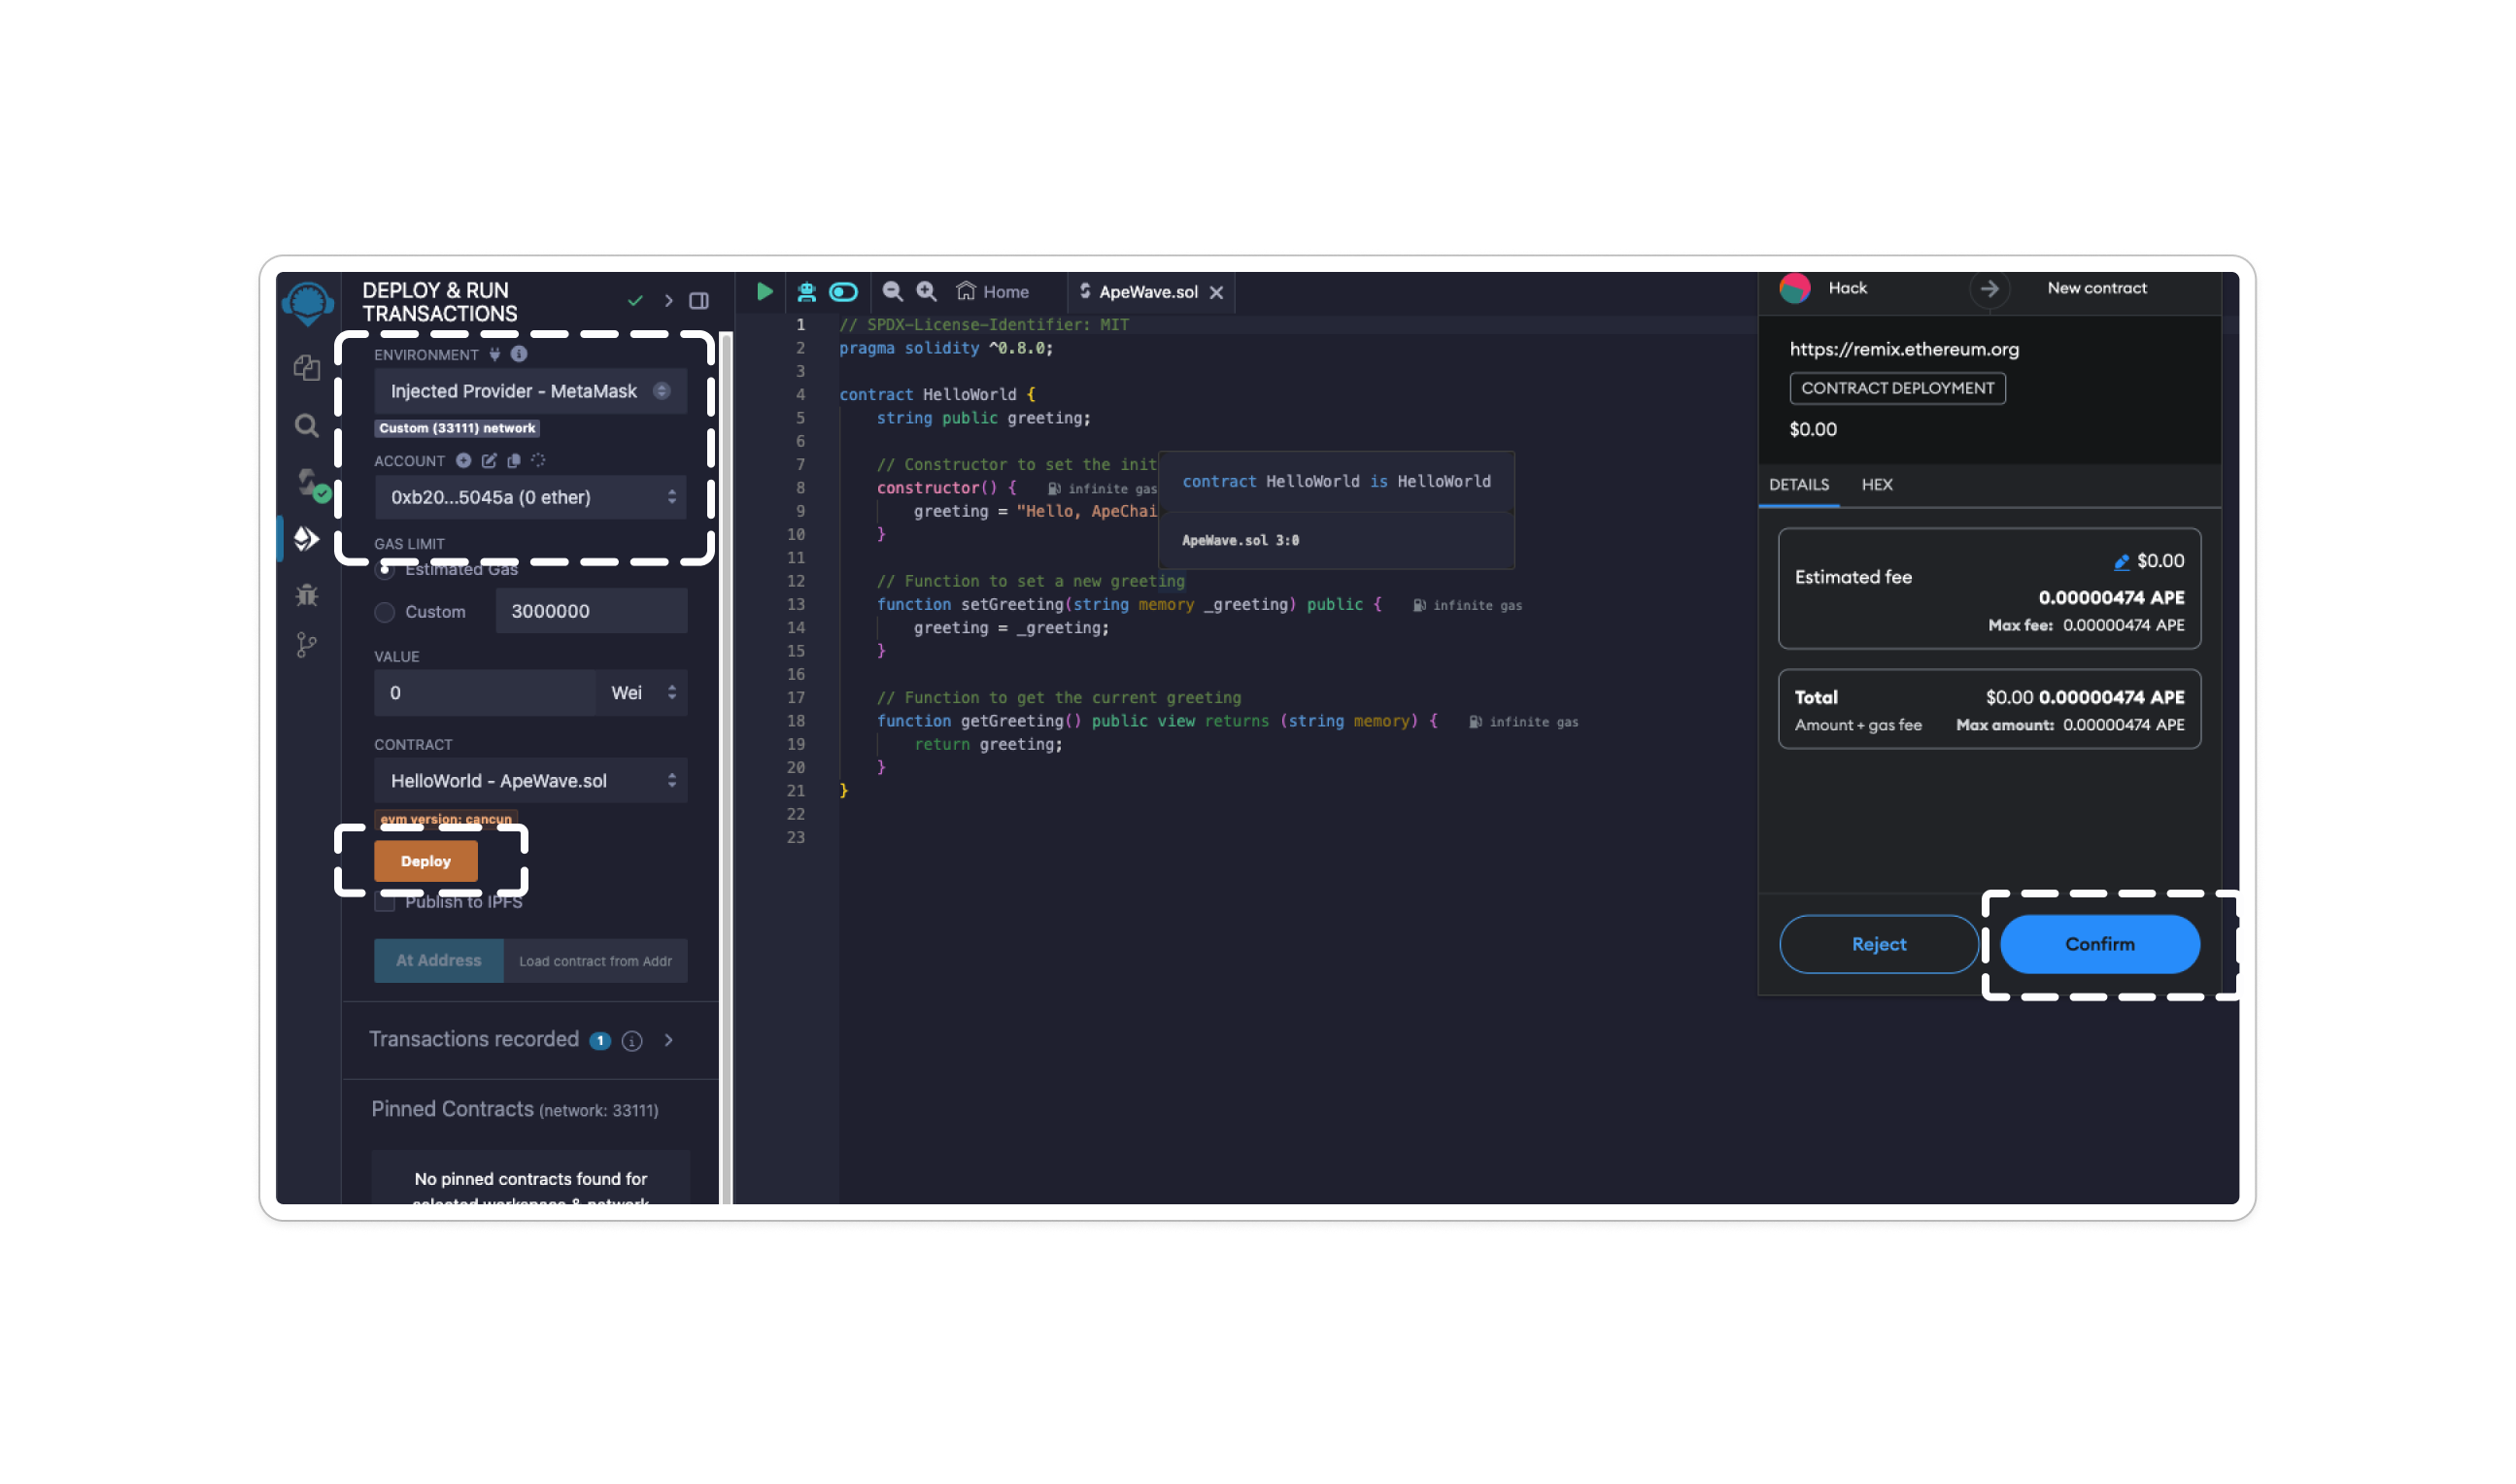 DEPLOY & RUN
TRANSACTIONS
ENVIRONMENT
Injected Provider - MetaMask
Custom (33111) network
ACCOUNT
0xb20...5045a (0 ether)
GAS LIMIT
Estimated Gas
Custom 3000000
VALUE
0 Wei
CONTRACT
HelloWorld - ApeWave.sol
evm version: cancun
Deploy
Publish to IPFS
At Address Load contract from Addr
Transactions recorded 1
Pinned Contracts (network: 33111)
No pinned contracts found for
selected workspace & network
Home ApeWave.sol
1 // SPDX-License-Identifier: MIT
2 pragma solidity ^0.8.0;
3
4 contract HelloWorld {
5 string public greeting;
6
7 // Constructor to set the init
8 constructor() { infinite gas
9 greeting = "Hello, ApeChai
10 }
11
12 // Function to set a new greeting
13 function setGreeting(string memory _greeting) public { infinite gas
14 greeting = _greeting;
15 }
16
17 // Function to get the current greeting
18 function getGreeting() public view returns (string memory) { infinite gas
19 return greeting;
20 }
21 }
22
23
contract HelloWorld is HelloWorld
ApeWave.sol 3:0
Hack New contract
https://remix.ethereum.org
CONTRACT DEPLOYMENT
$0.00
DETAILS HEX
$0.00
Estimated fee
0.00000474 APE
Max fee: 0.00000474 APE
Total $0.00 0.00000474 APE
Amount + gas fee Max amount: 0.00000474 APE
Reject Confirm